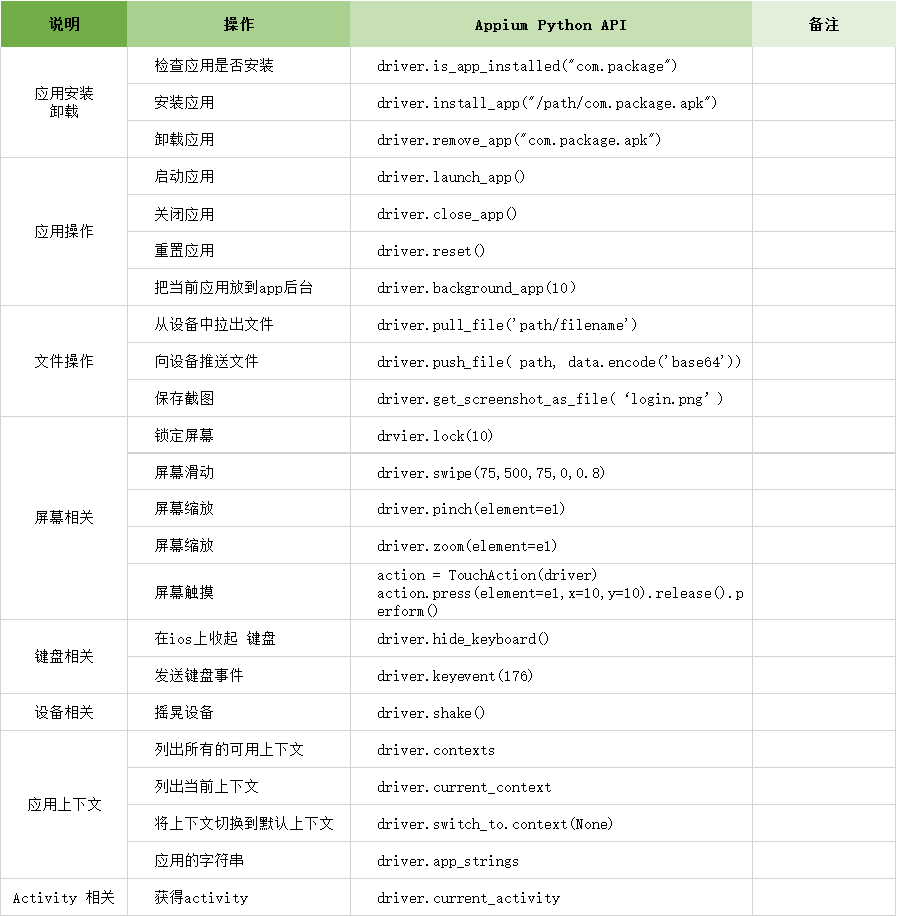 说明 操作 Appium Python API 备注
应用安装
卸载
检查应用是否安装 driver.is_app_installed("com.package")
安装应用 driver.install_app("/path/com.package.apk")
卸载应用 driver.remove_app("com.package.apk")
应用操作
启动应用 driver.launch_app()
关闭应用 driver.close_app()
重置应用 driver.reset()
把当前应用放到app后台 driver.background_app(10)
文件操作
从设备中拉出文件 driver.pull_file('path/filename')
向设备推送文件 driver.push_file( path, data.encode('base64'))
保存截图 driver.get_screenshot_as_file(‘login.png’)
屏幕相关
锁定屏幕 drvier.lock(10)
屏幕滑动 driver.swipe(75,500,75,0,0.8)
屏幕缩放 driver.pinch(element=e1)
屏幕缩放 driver.zoom(element=e1)
屏幕触摸
action = TouchAction(driver)
action.press(element=e1,x=10,y=10).release().p
erform()
键盘相关
在ios上收起 键盘 driver.hide_keyboard()
发送键盘事件 driver.keyevent(176)
设备相关 摇晃设备 driver.shake()
应用上下文
列出所有的可用上下文 driver.contexts
列出当前上下文 driver.current_context
将上下文切换到默认上下文 driver.switch_to.context(None)
应用的字符串 driver.app_strings
Activity 相关 获得activity driver.current_activity